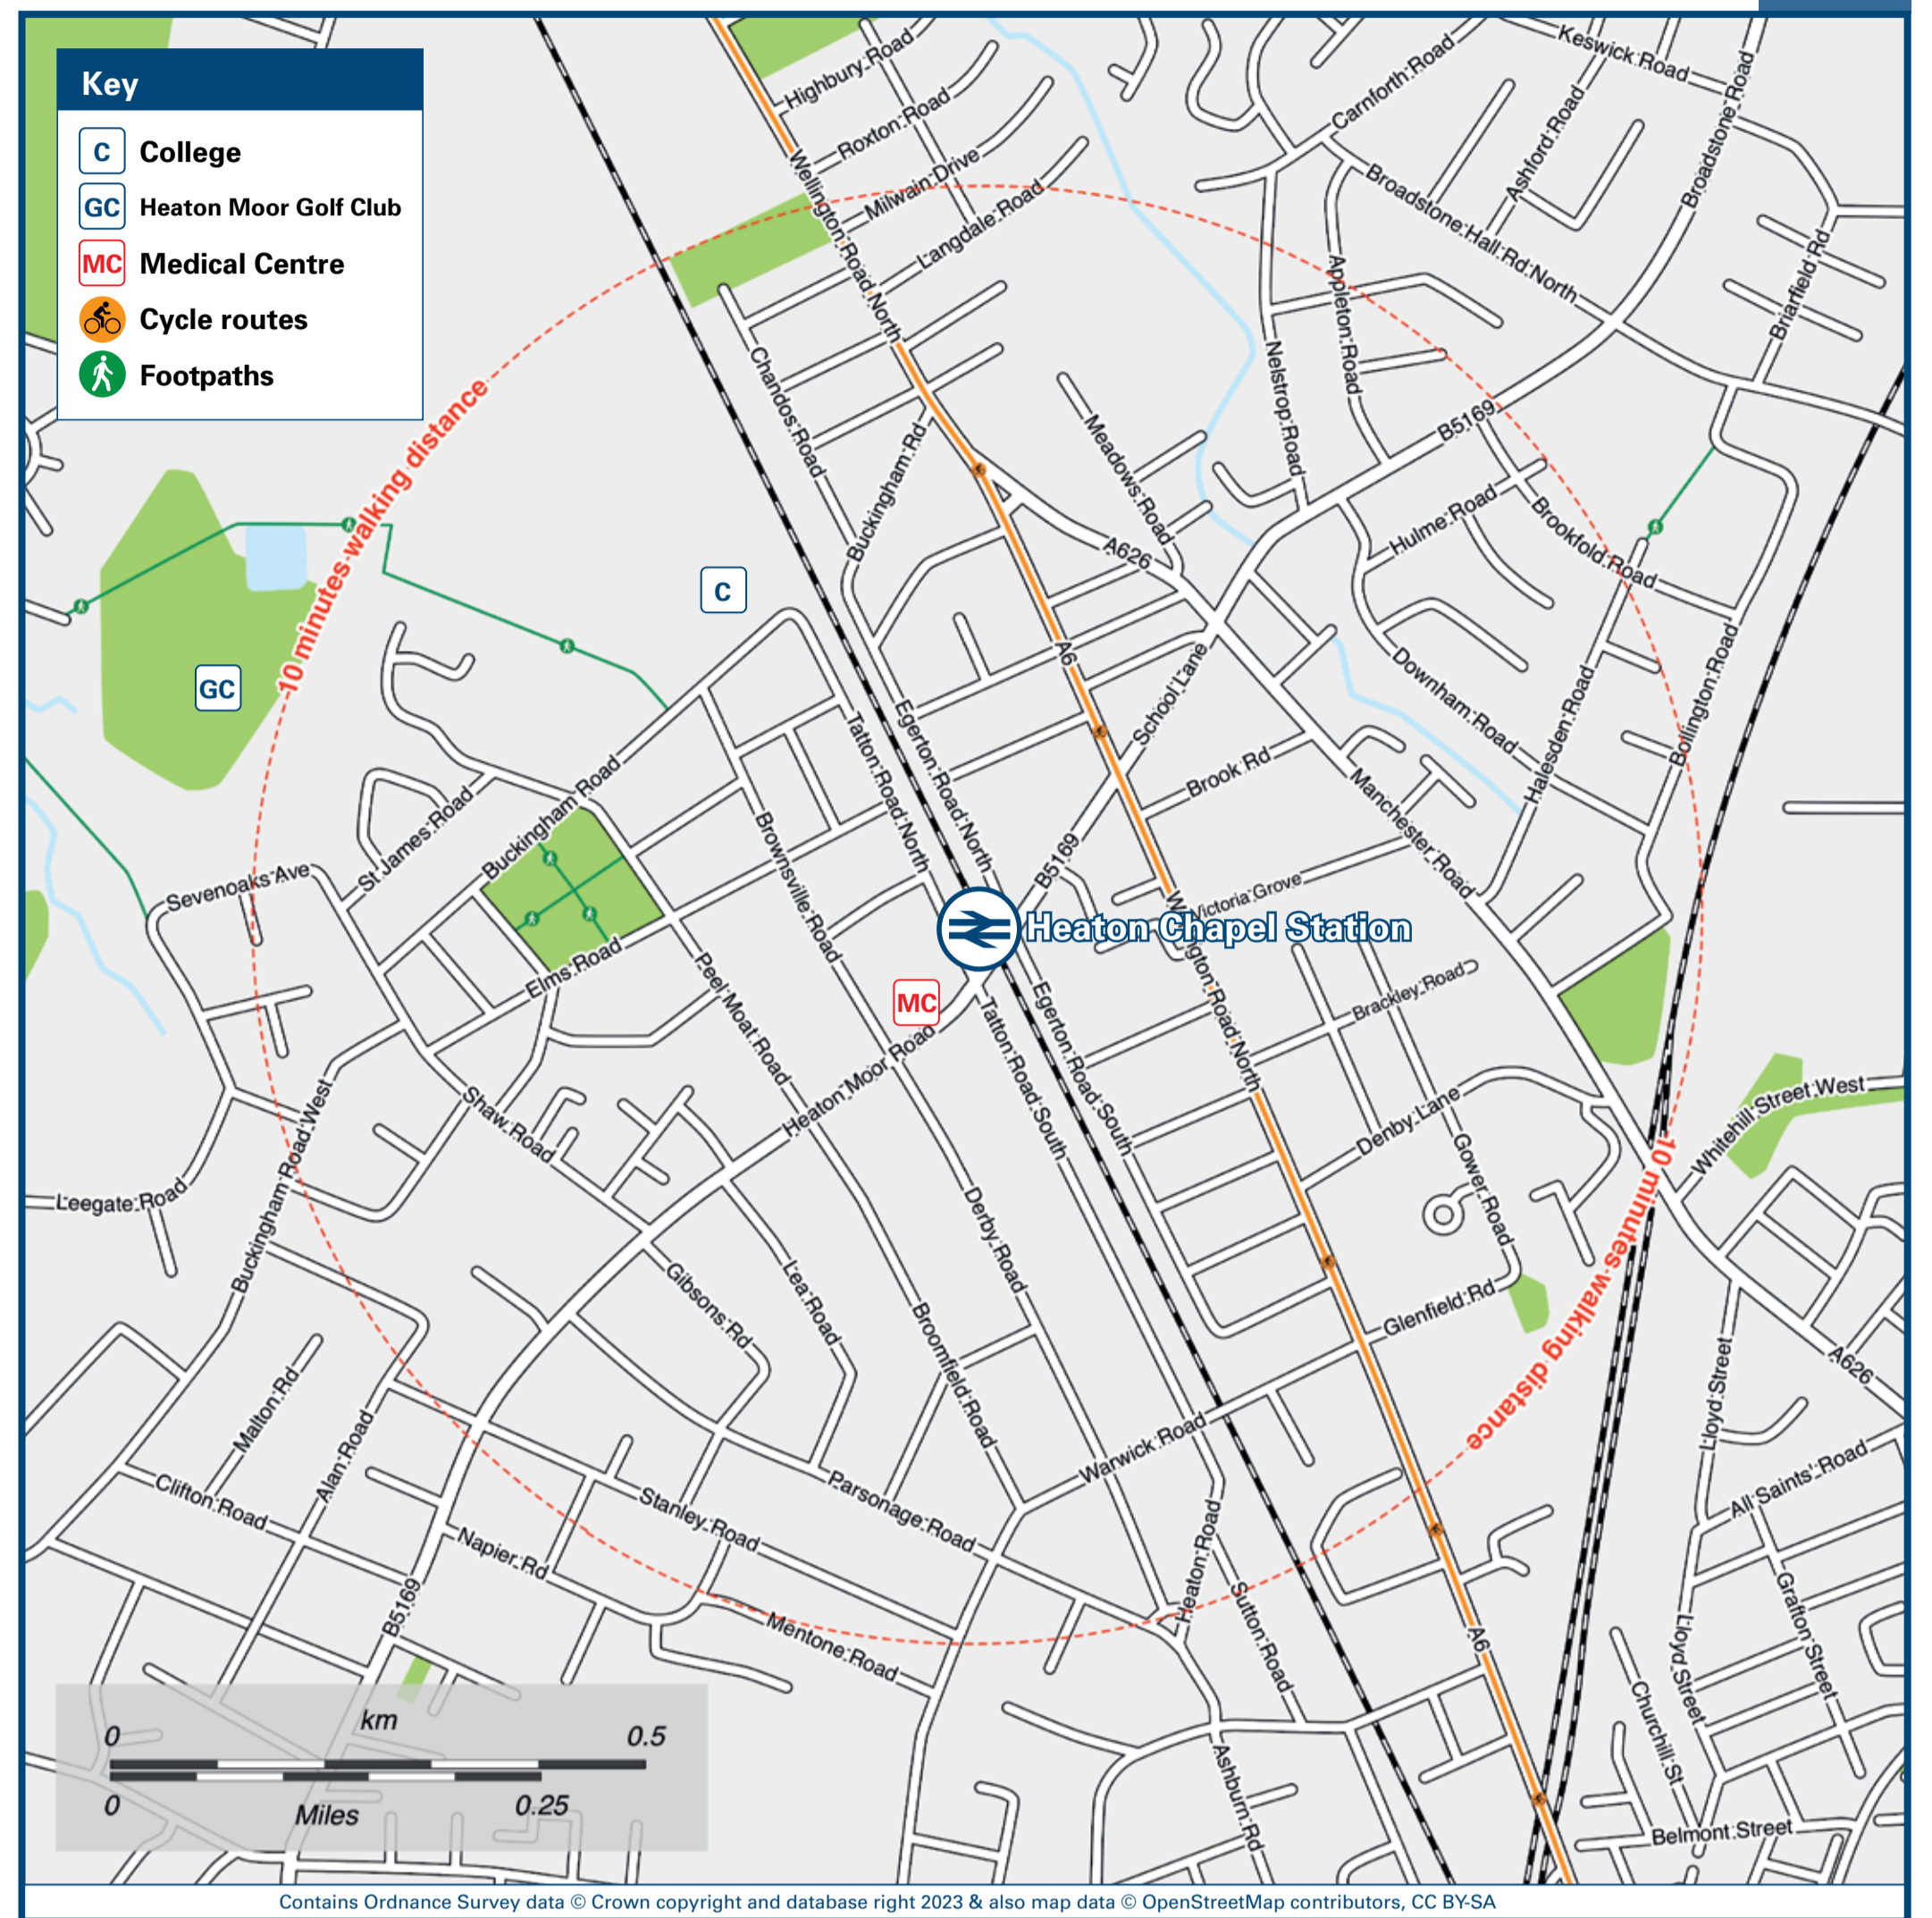 Key
C College
GC Heaton Moor Golf Club
MC Medical Centre
Cycle routes
Footpaths
Keswick Road
Highbury Road
Carnforth Road
Roxton Road
Ashford Road
Broadstone Road
Milwain Drive
Wellington Road North
Langdale Road
Broadstone Hall Rd North
Briarfield Rd
Appleton Road
Nelstrop Road
Chandos Road
10 minutes walking distance
Meadows Road
B5169
Buckingham Rd
Hulme Road
Brookfold Road
A626
C
GC
A6
School Lane
Downham Road
Bollington Road
Halesden Road
Egerton Road North
Tatton Road North
Brook Rd
Manchester Road
Buckingham Road
St James Road
Brownsville Road
B5169
Sevenoaks Ave
Victoria Grove
Heaton Chapel Station
Elms Road
Peel Moat Road
MC
Wellington Road North
Brackley Road
Egerton Road South
Tatton Road South
Heaton Moor Road
Shaw Road
Denby Lane
Gower Road
Whitehill Street West
Buckingham Road West
Leegate Road
10 minutes walking distance
Derby Road
Lea Road
Gibsons Rd
Glenfield Rd
Broomfield Road
A626
Lloyd Street
Malton Rd
Alan Road
Warwick Road
All Saints' Road
Clifton Road
Stanley Road
Parsonage Road
Napier Rd
Heaton Road
B5169
Sutton Road
Grafton Street
Mentone Road
A6
Lloyd Street
Churchill St
Ashburn Rd
Belmont Street
km
0 0.5
0 0.25
Miles
Contains Ordnance Survey data © Crown copyright and database right 2023 & also map data © OpenStreetMap contributors, CC BY-SA